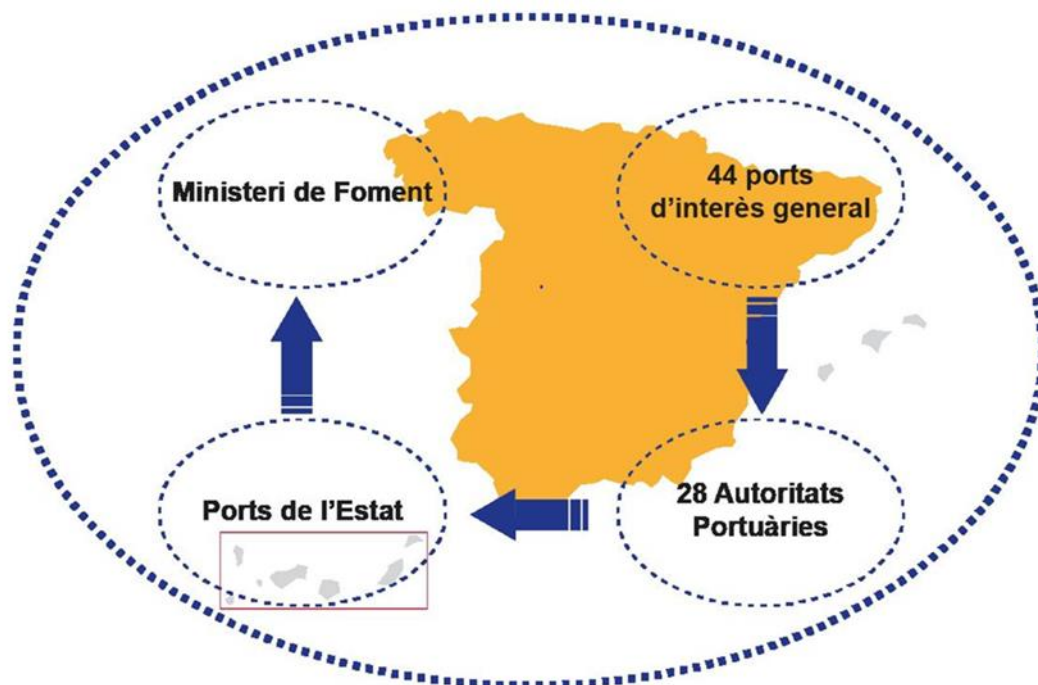 Ministeri de Foment
44 ports
d’interès general
Ports de l’Estat
28 Autoritats
Portuàries